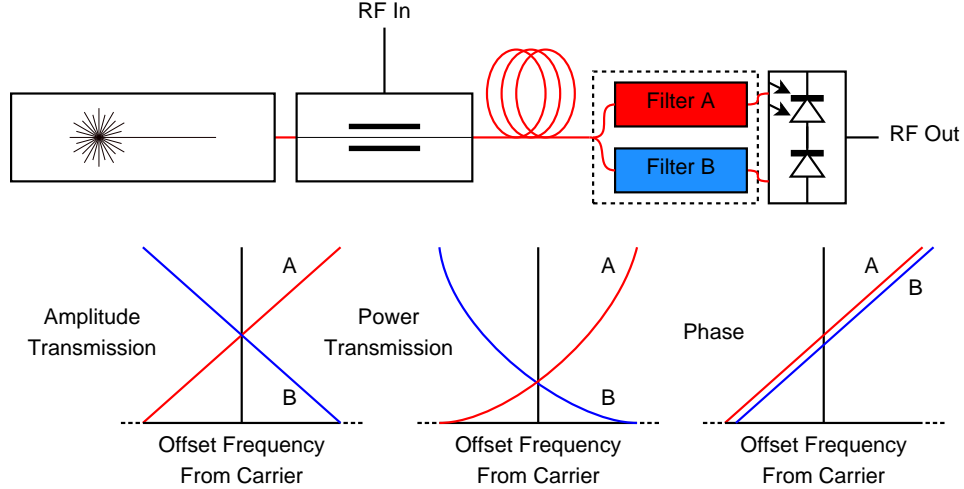 RF In
Filter A
Filter B
RF Out
Amplitude
Transmission
A
B
Offset Frequency
From Carrier
Power
Transmission
A
B
Offset Frequency
From Carrier
Phase
A
B
Offset Frequency
From Carrier